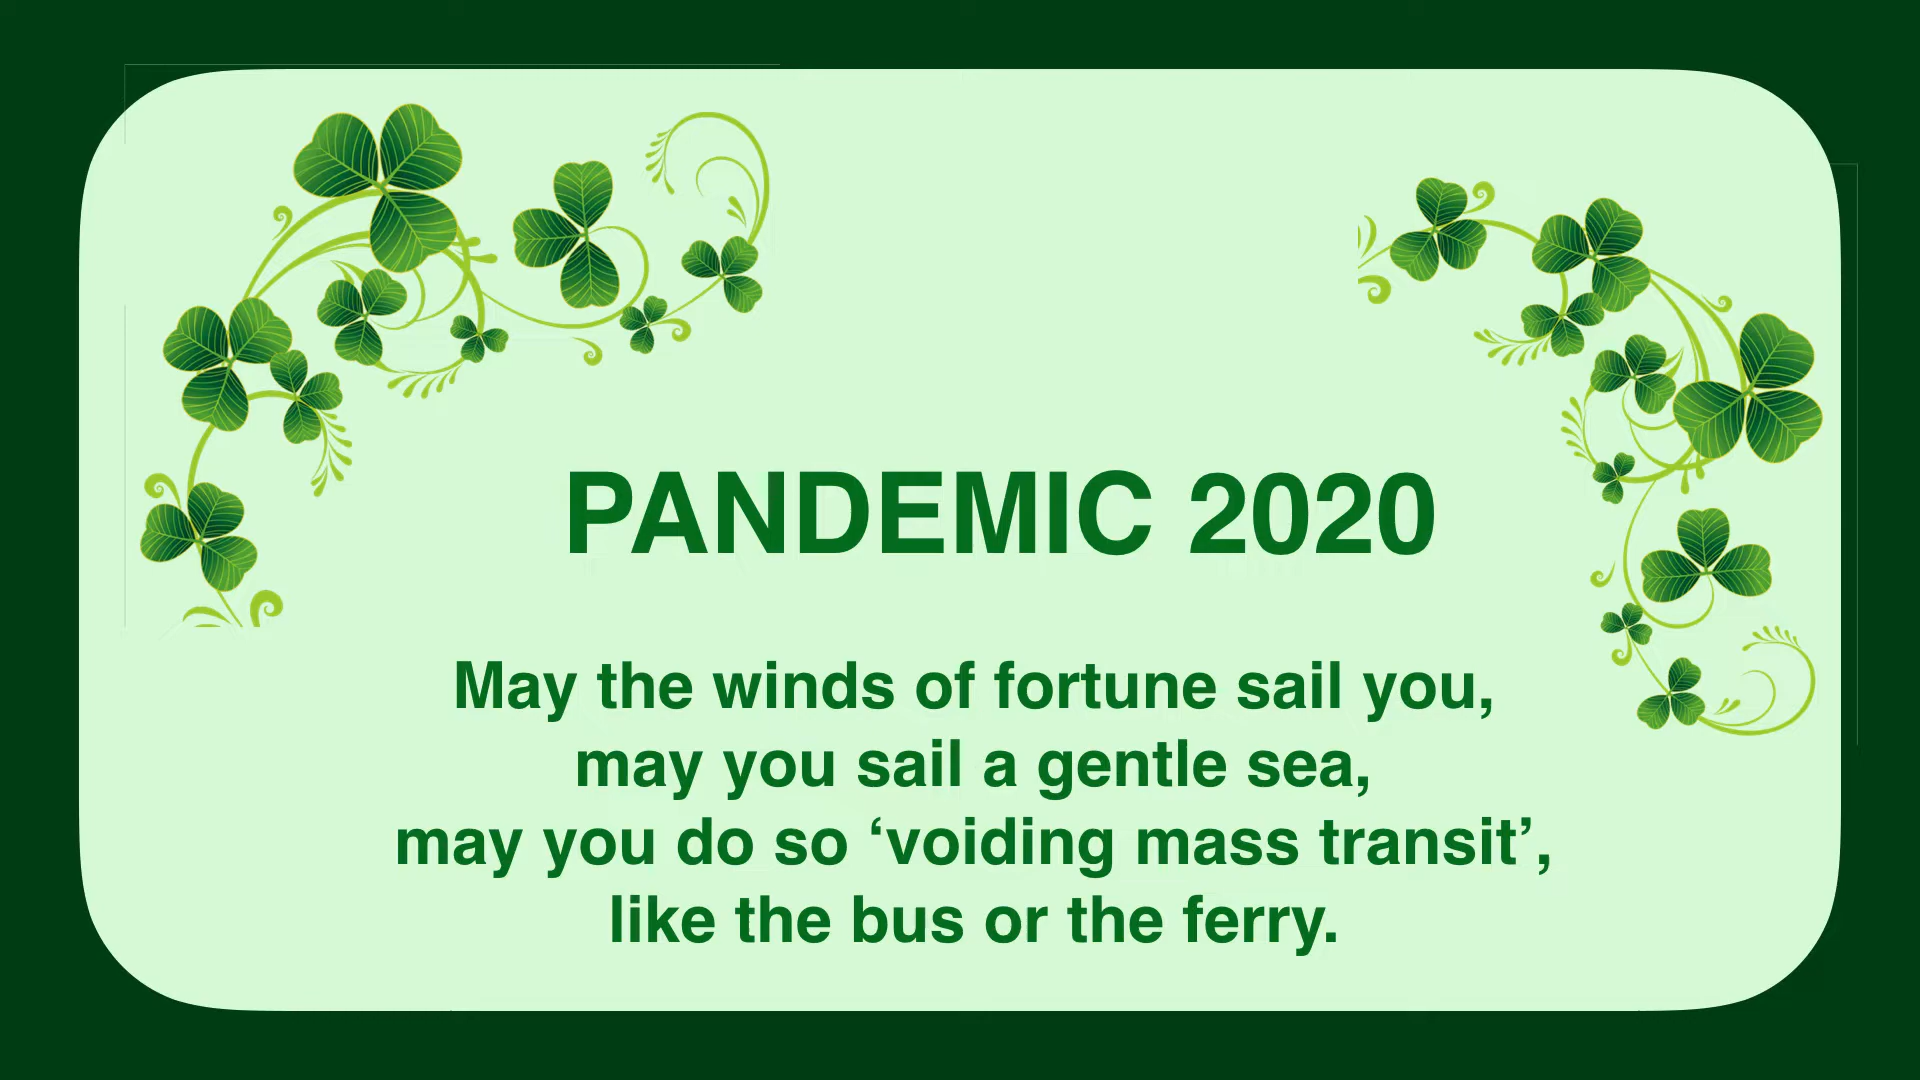 PANDEMIC 2020
May the winds of fortune sail you,
may you sail a gentle sea,
may you do so ‘voiding mass transit’,
like the bus or the ferry.